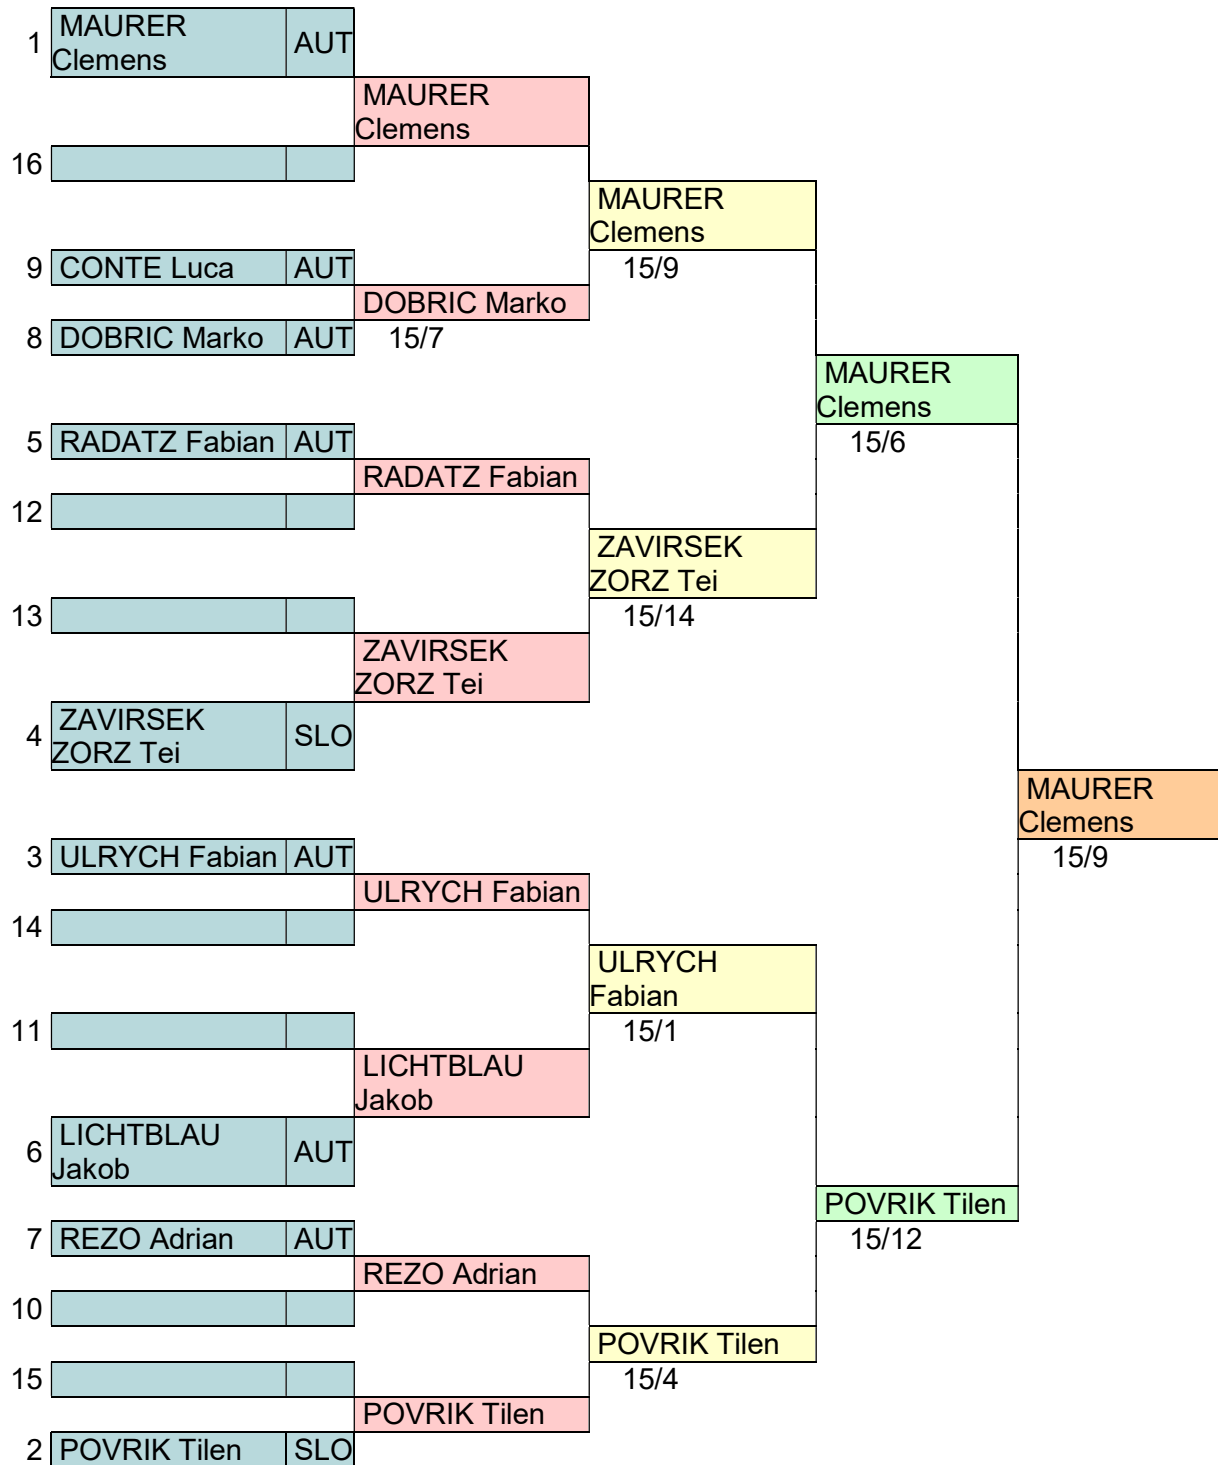 1 MAURER Clemens AUT
MAURER Clemens
16
MAURER Clemens
9 CONTE Luca AUT 15/9
DOBRIC Marko
8 DOBRIC Marko AUT 15/7
MAURER Clemens
5 RADATZ Fabian AUT 15/6
RADATZ Fabian
12
ZAVIRSEK ZORZ Tei
13 15/14
ZAVIRSEK ZORZ Tei
4 ZAVIRSEK ZORZ Tei SLO
MAURER Clemens
3 ULRYCH Fabian AUT 15/9
ULRYCH Fabian
14
ULRYCH Fabian
11 15/1
LICHTBLAU Jakob
6 LICHTBLAU Jakob AUT
POVRIK Tilen
7 REZO Adrian AUT 15/12
REZO Adrian
10
POVRIK Tilen
15 15/4
POVRIK Tilen
2 POVRIK Tilen SLO